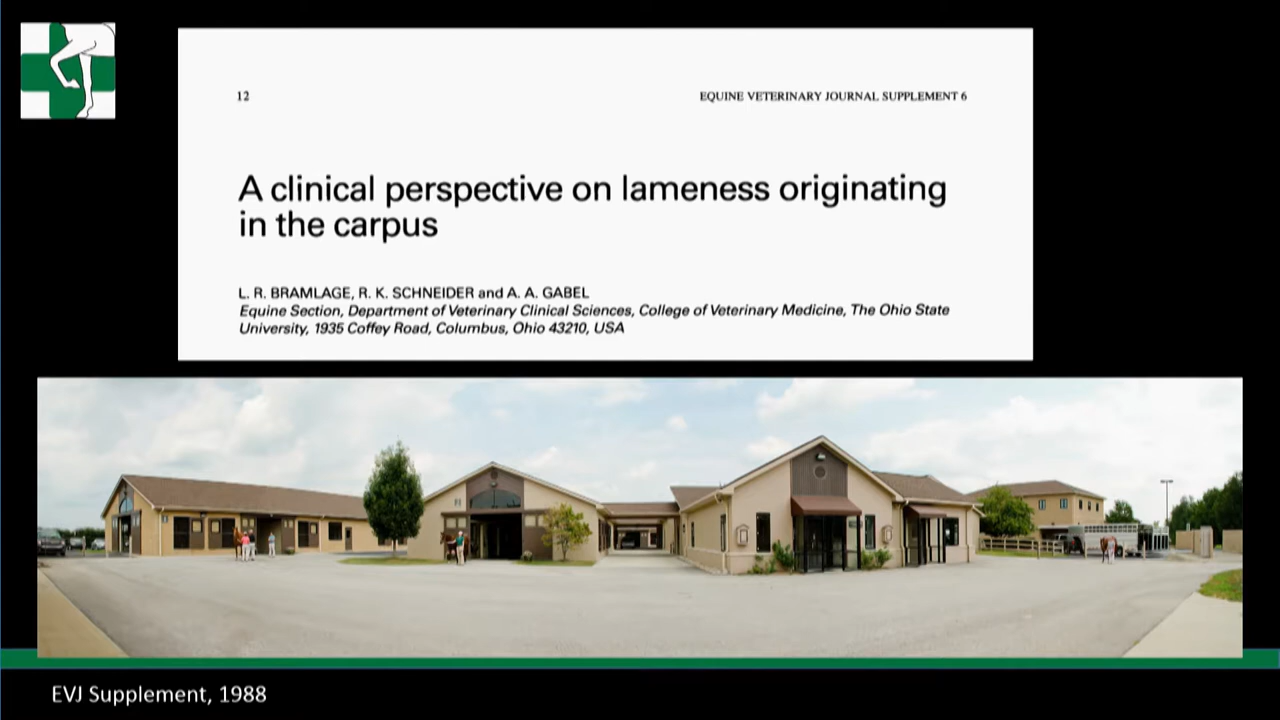 12
EQUINE VETERINARY JOURNAL SUPPLEMENT 6
A clinical perspective on lameness originating
in the carpus
L. R. BRAMLAGE, R. K. SCHNEIDER and A. A. GABEL
Equine Section, Department of Veterinary Clinical Sciences, College of Veterinary Medicine, The Ohio State
University, 1935 Coffey Road, Columbus, Ohio 43210, USA
EVJ Supplement, 1988